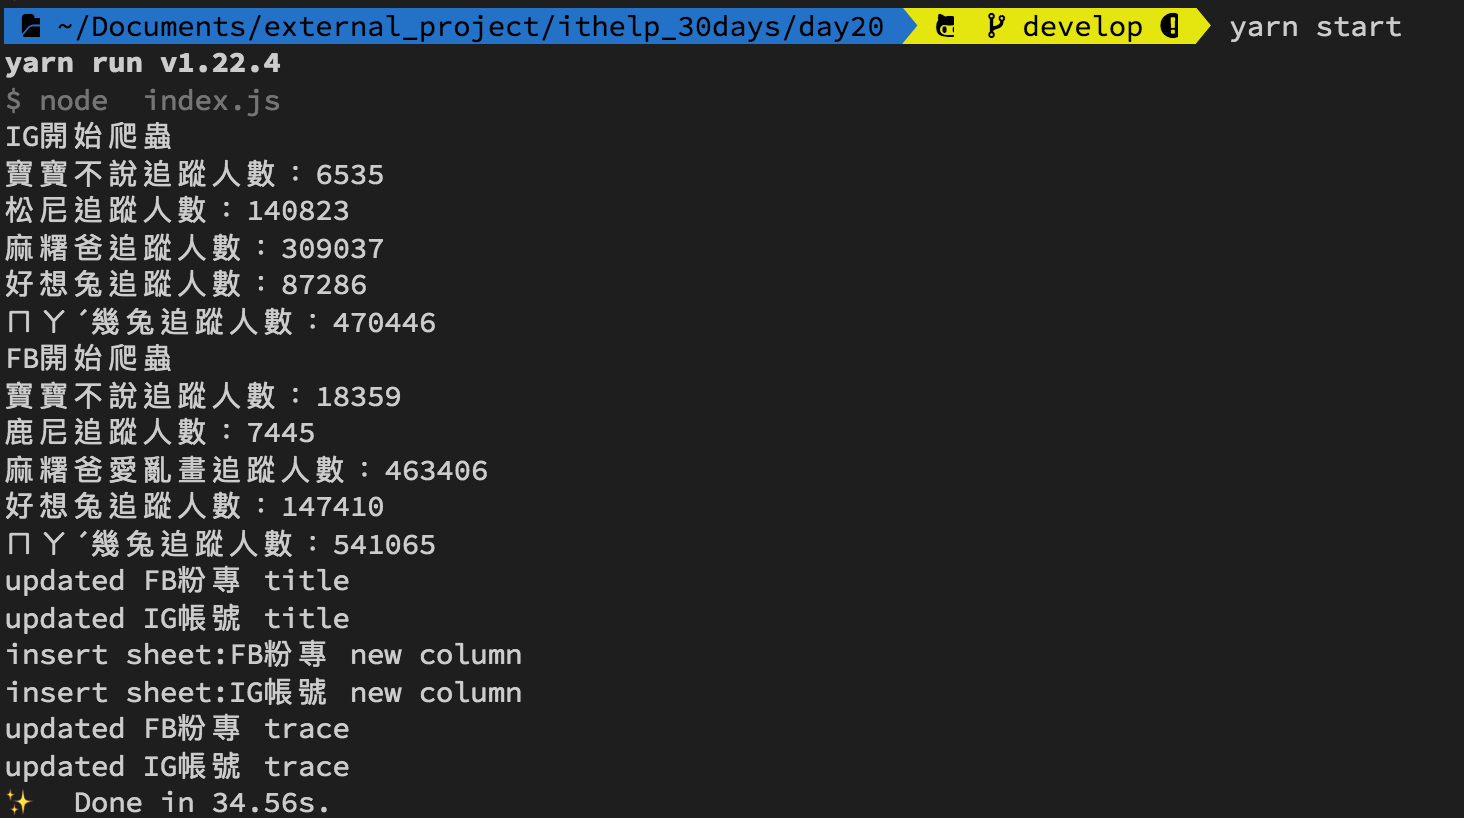 ~/Documents/external_project/ithelp_30days/day20 develop yarn start
yarn run v1.22.4
$ node  index.js
IG開始爬蟲
寶寶不說追蹤人數：6535
松尼追蹤人數：140823
麻糬爸追蹤人數：309037
好想兔追蹤人數：87286
ㄇㄚˊ幾兔追蹤人數：470446
FB開始爬蟲
寶寶不說追蹤人數：18359
鹿尼追蹤人數：7445
麻糬爸愛亂畫追蹤人數：463406
好想兔追蹤人數：147410
ㄇㄚˊ幾兔追蹤人數：541065
updated FB粉專 title
updated IG帳號 title
insert sheet:FB粉專 new column
insert sheet:IG帳號 new column
updated FB粉專 trace
updated IG帳號 trace
✨  Done in 34.56s.